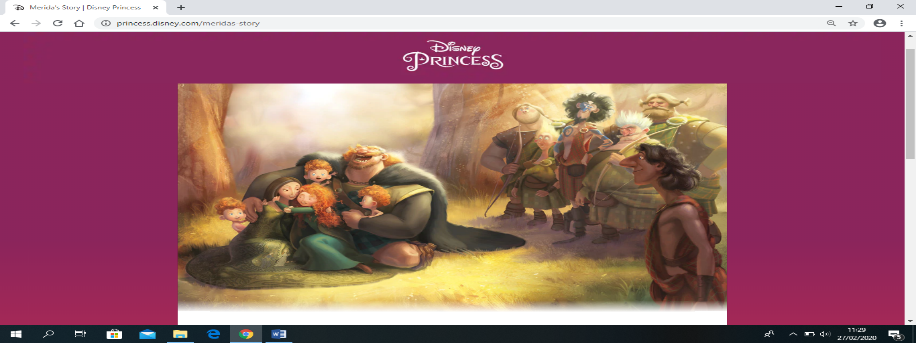 Merida's Story | Disney Princess
princess.disney.com/meridas-story
Disney
PRINCESS
11:29
27/02/2020